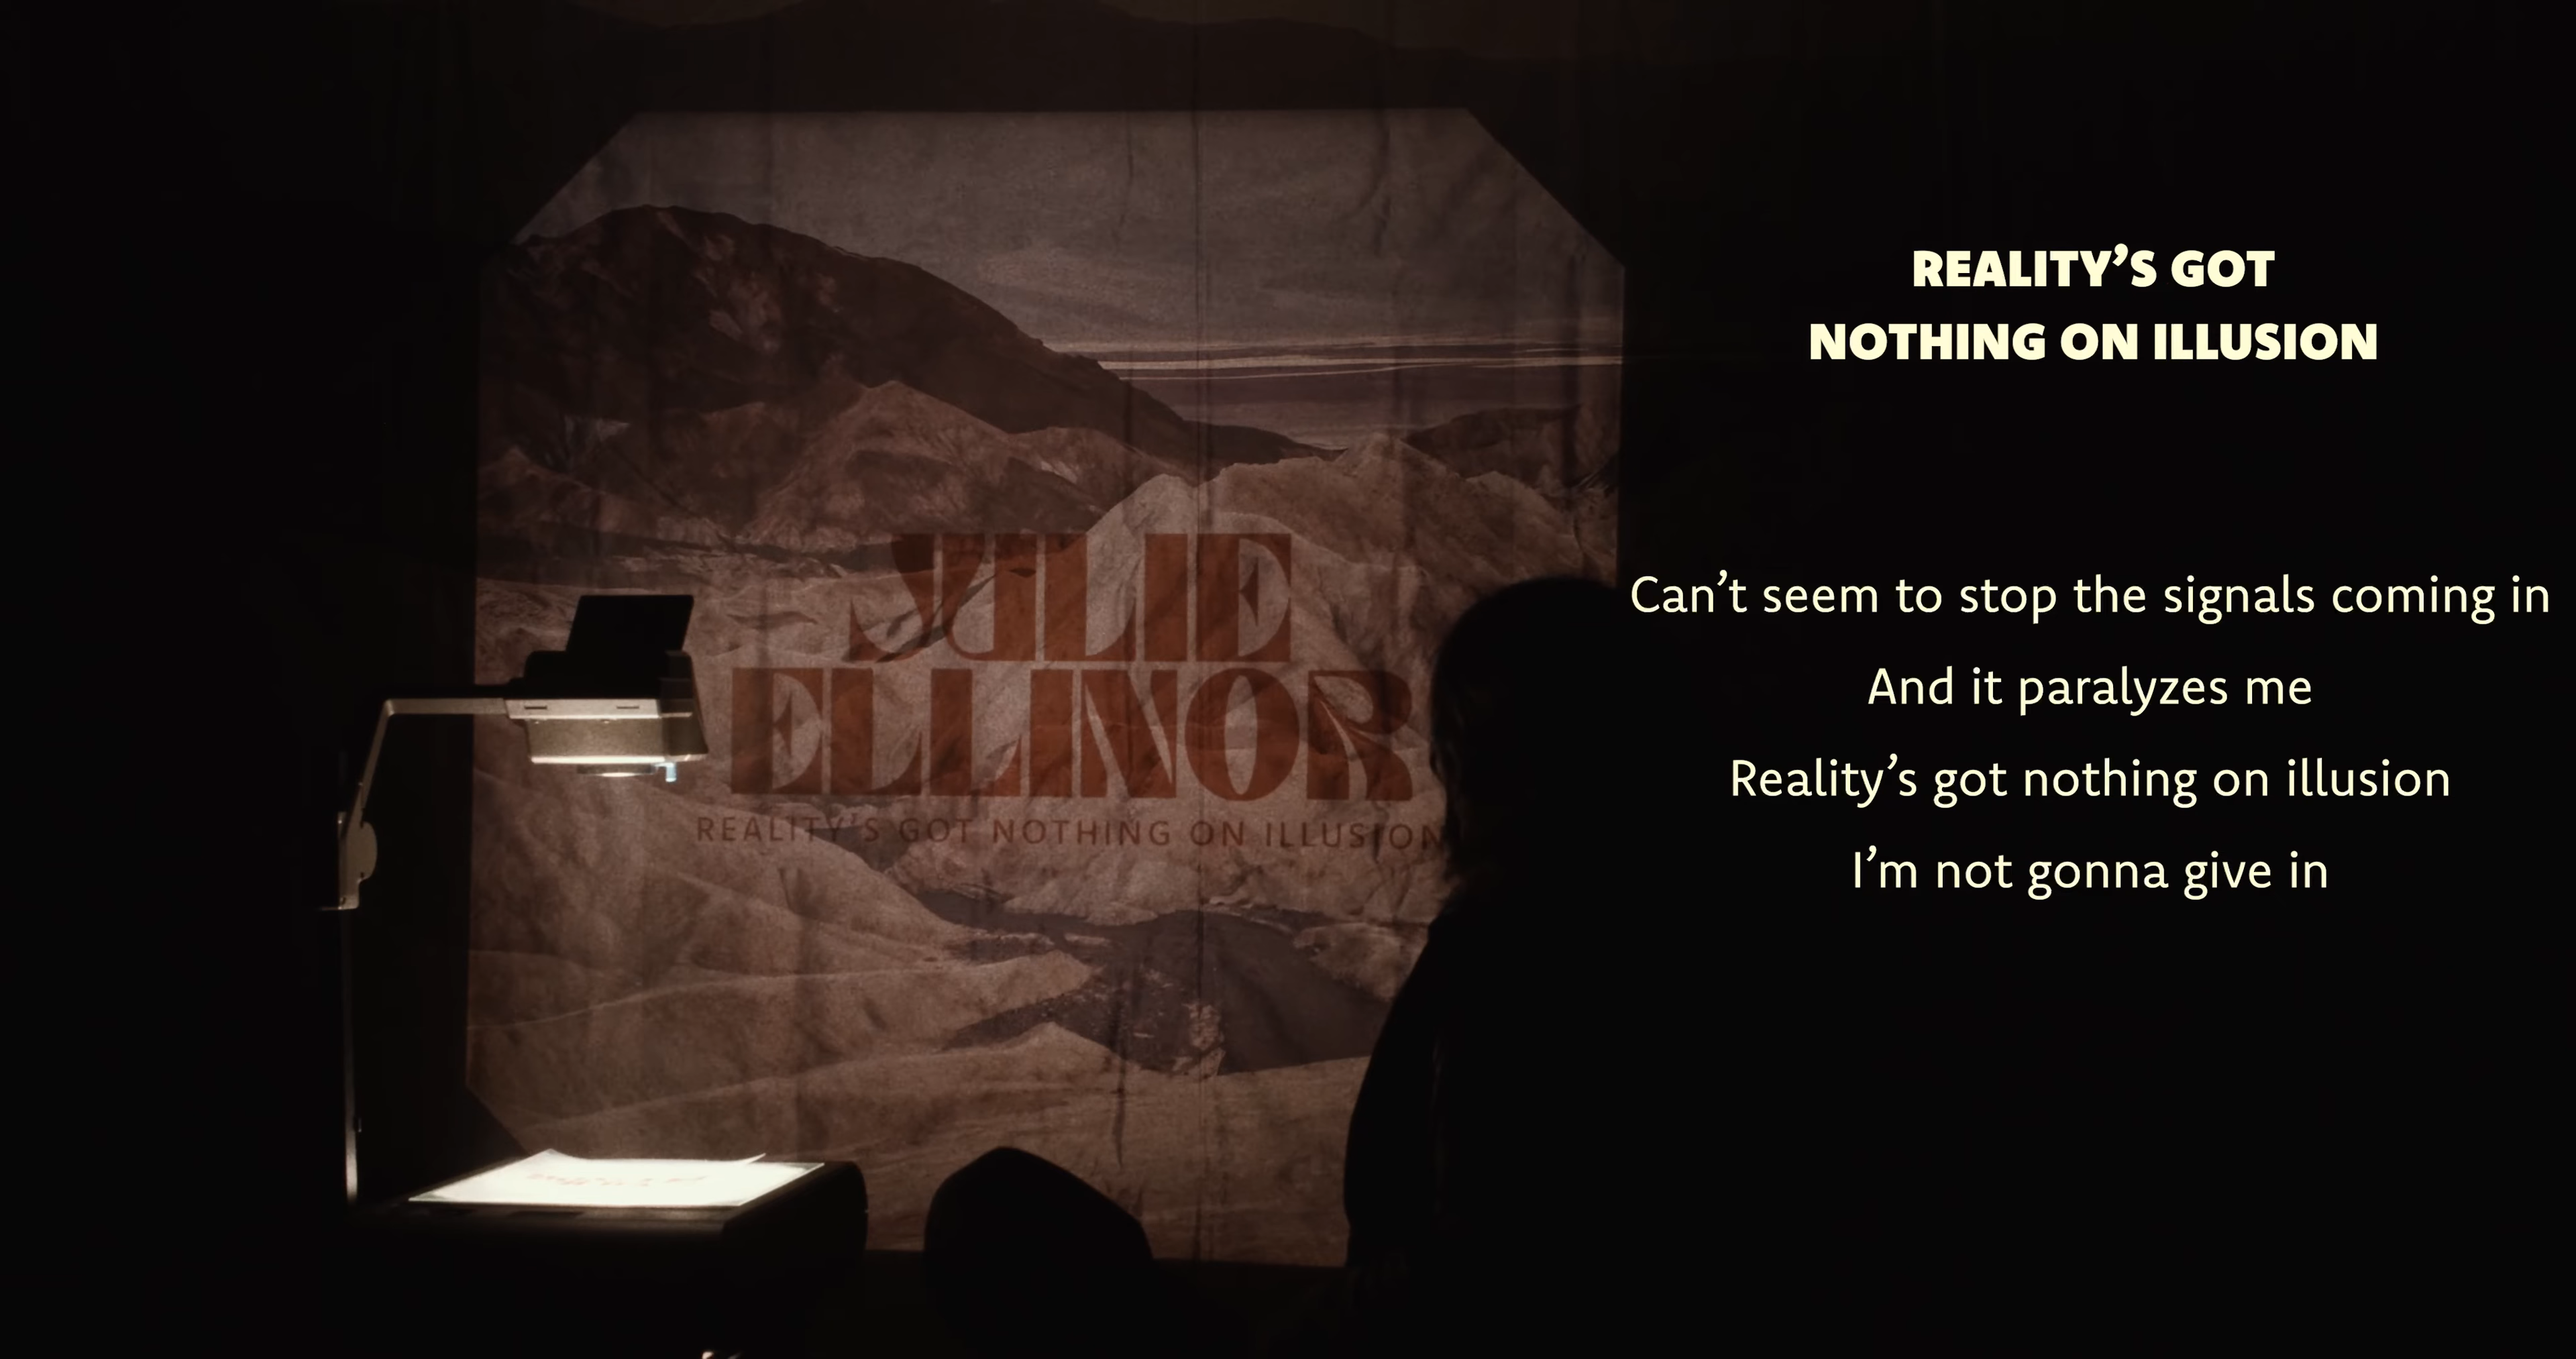 JULIE
ELLINOR
REALITY'S GOT NOTHING ON ILLUSION
REALITY’S GOT
NOTHING ON ILLUSION
Can’t seem to stop the signals coming in
And it paralyzes me
Reality’s got nothing on illusion
I’m not gonna give in